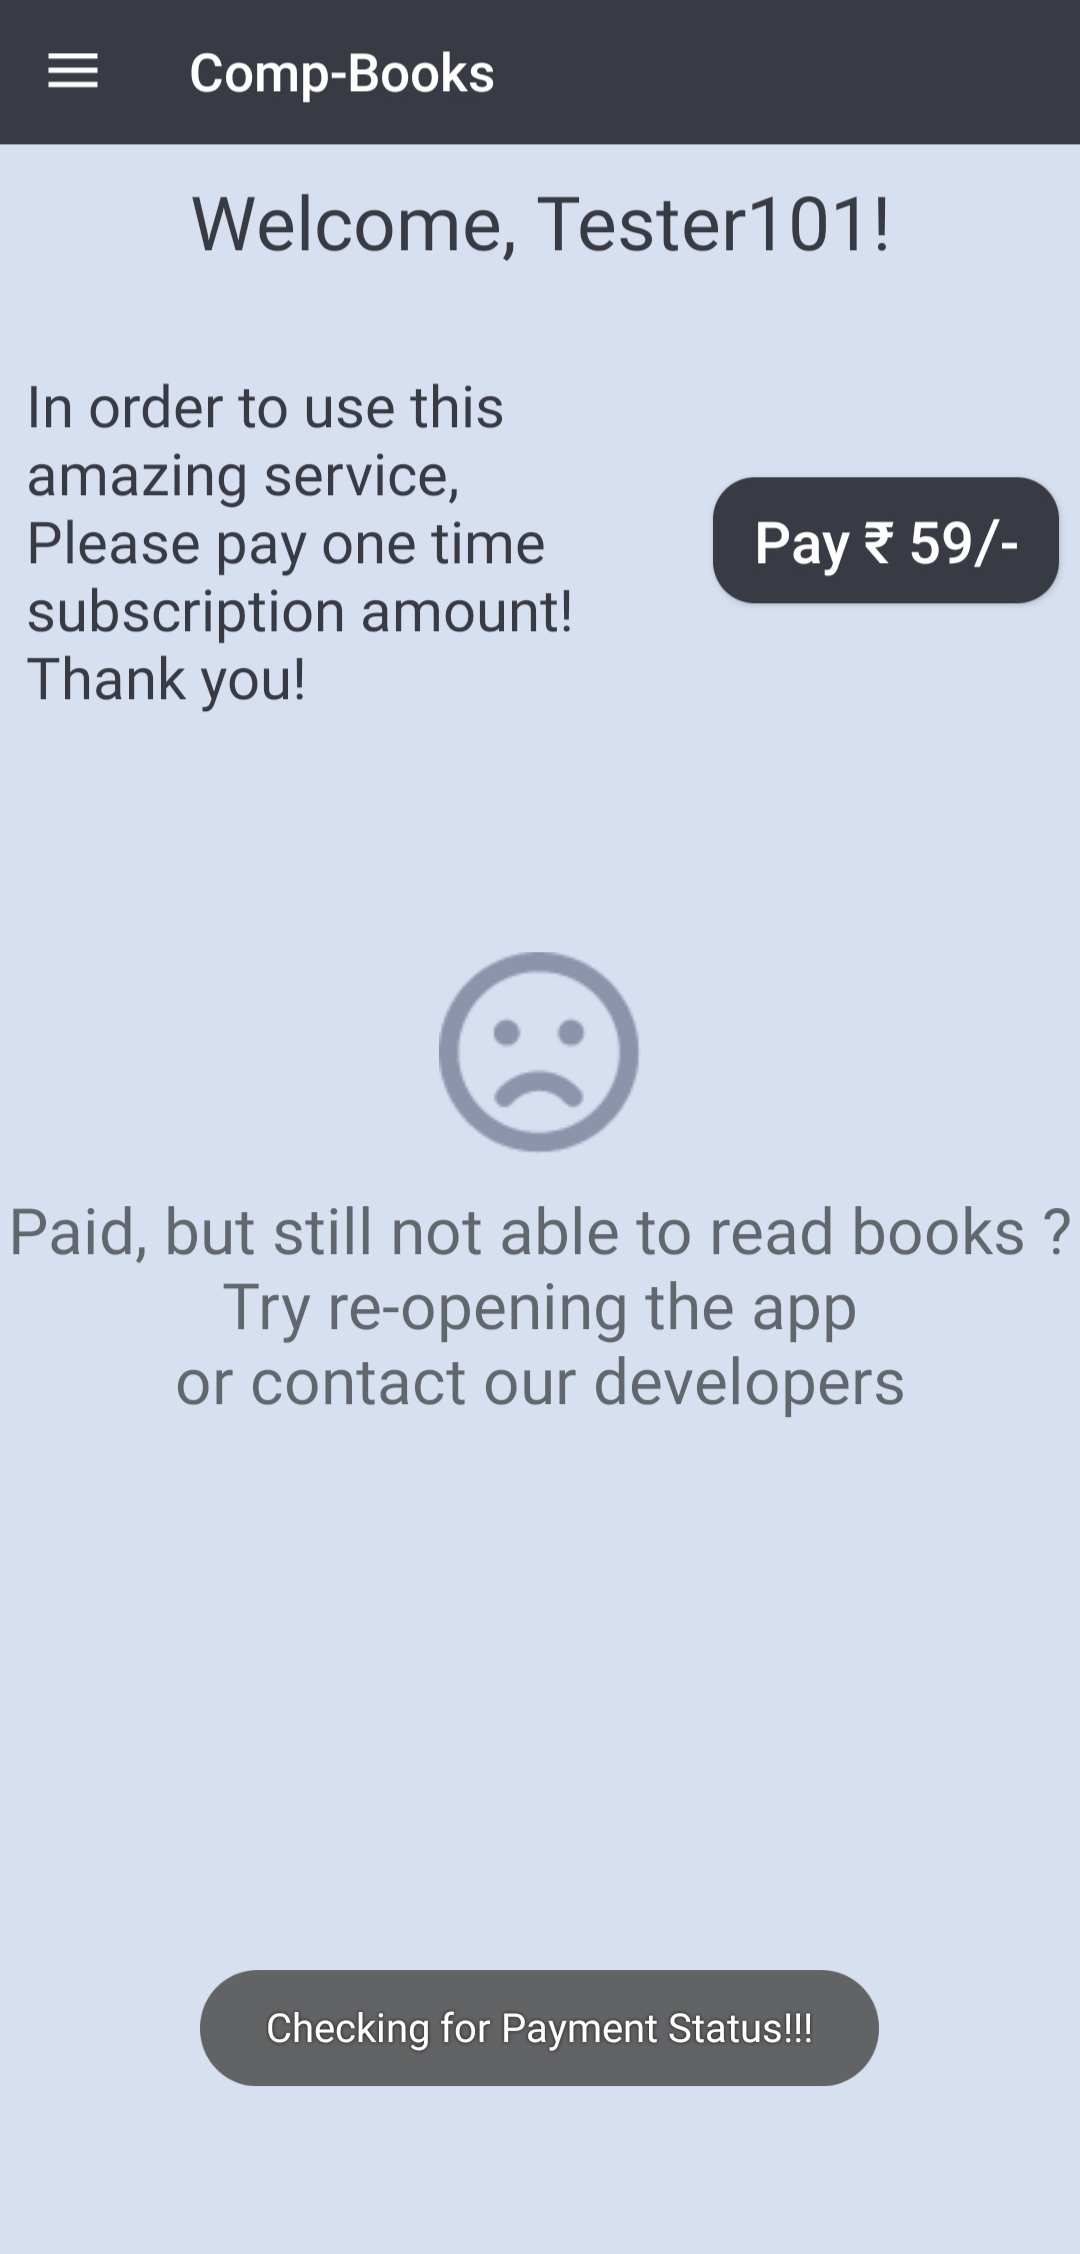 Comp-Books
Welcome, Tester101!
In order to use this
amazing service,
Please pay one time
subscription amount!
Thank you!
Pay ₹ 59/-
Paid, but still not able to read books ?
Try re-opening the app
or contact our developers
Checking for Payment Status!!!